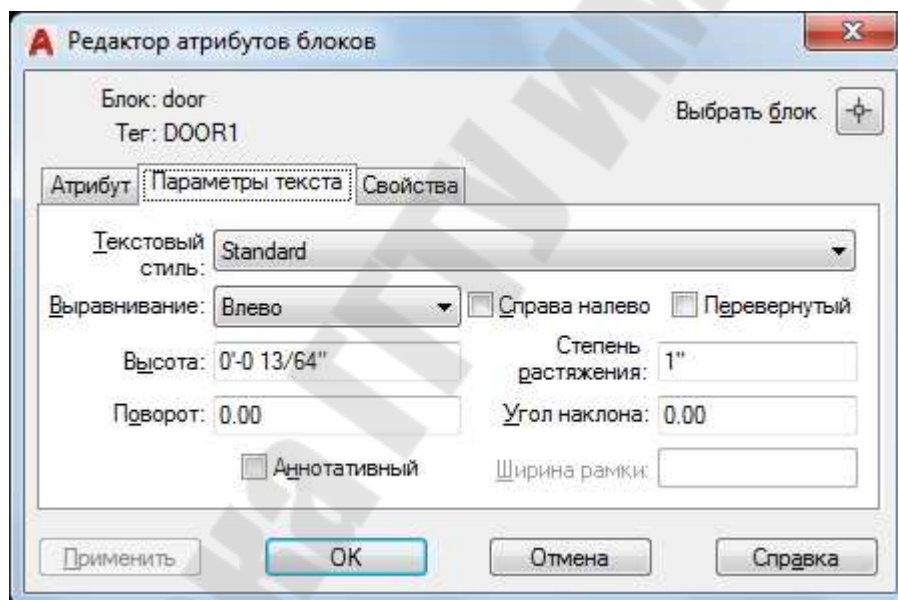 Редактор атрибутов блоков
Блок: door
Тег: DOOR1
Выбрать блок
Атрибут Параметры текста Свойства
Текстовый стиль: Standard
Выравнивание: Влево Справа налево Перевернутый
Высота: 0'-0 13/64" Степень растяжения: 1"
Поворот: 0.00 Угол наклона: 0.00
Аннотативный Ширина рамки:
Применить OK Отмена Справка